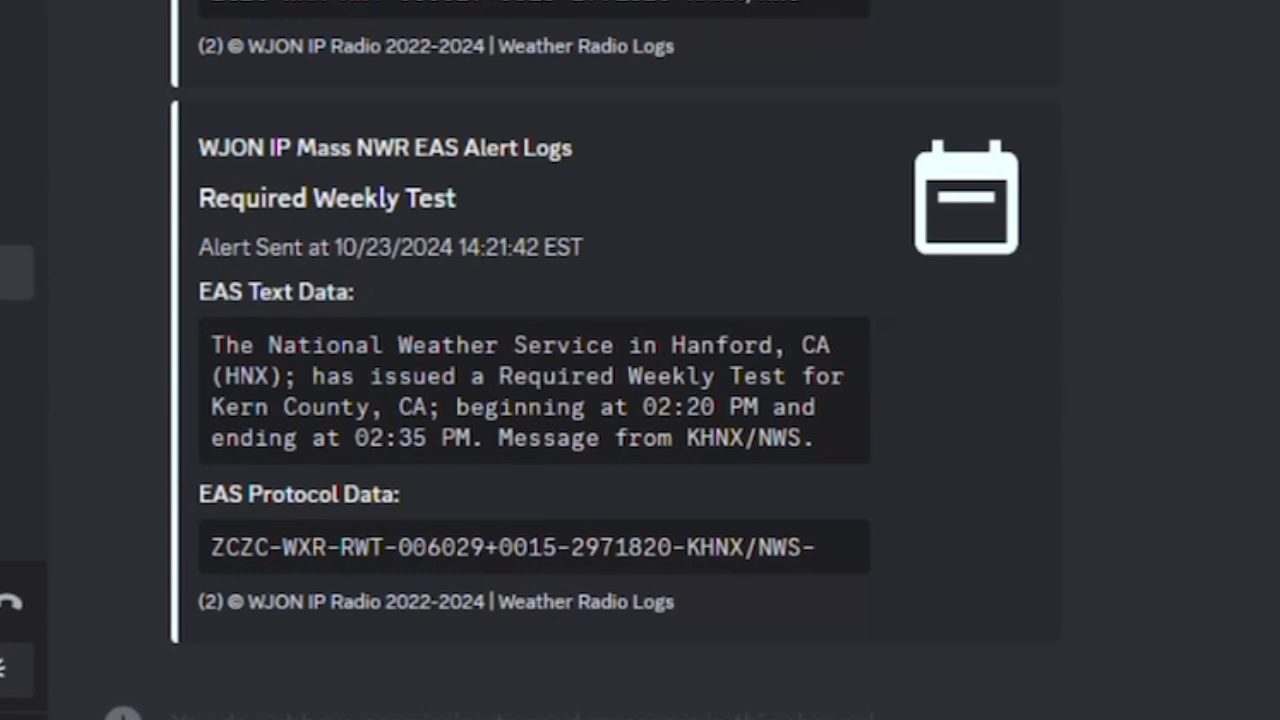 (2) © WJON IP Radio 2022-2024 | Weather Radio Logs
WJON IP Mass NWR EAS Alert Logs
Required Weekly Test
Alert Sent at 10/23/2024 14:21:42 EST
EAS Text Data:
The National Weather Service in Hanford, CA
(HNX); has issued a Required Weekly Test for
Kern County, CA; beginning at 02:20 PM and
ending at 02:35 PM. Message from KHNX/NWS.
EAS Protocol Data:
ZCZC-WXR-RWT-006029+0015-2971820-KHNX/NWS-
(2) © WJON IP Radio 2022-2024 | Weather Radio Logs